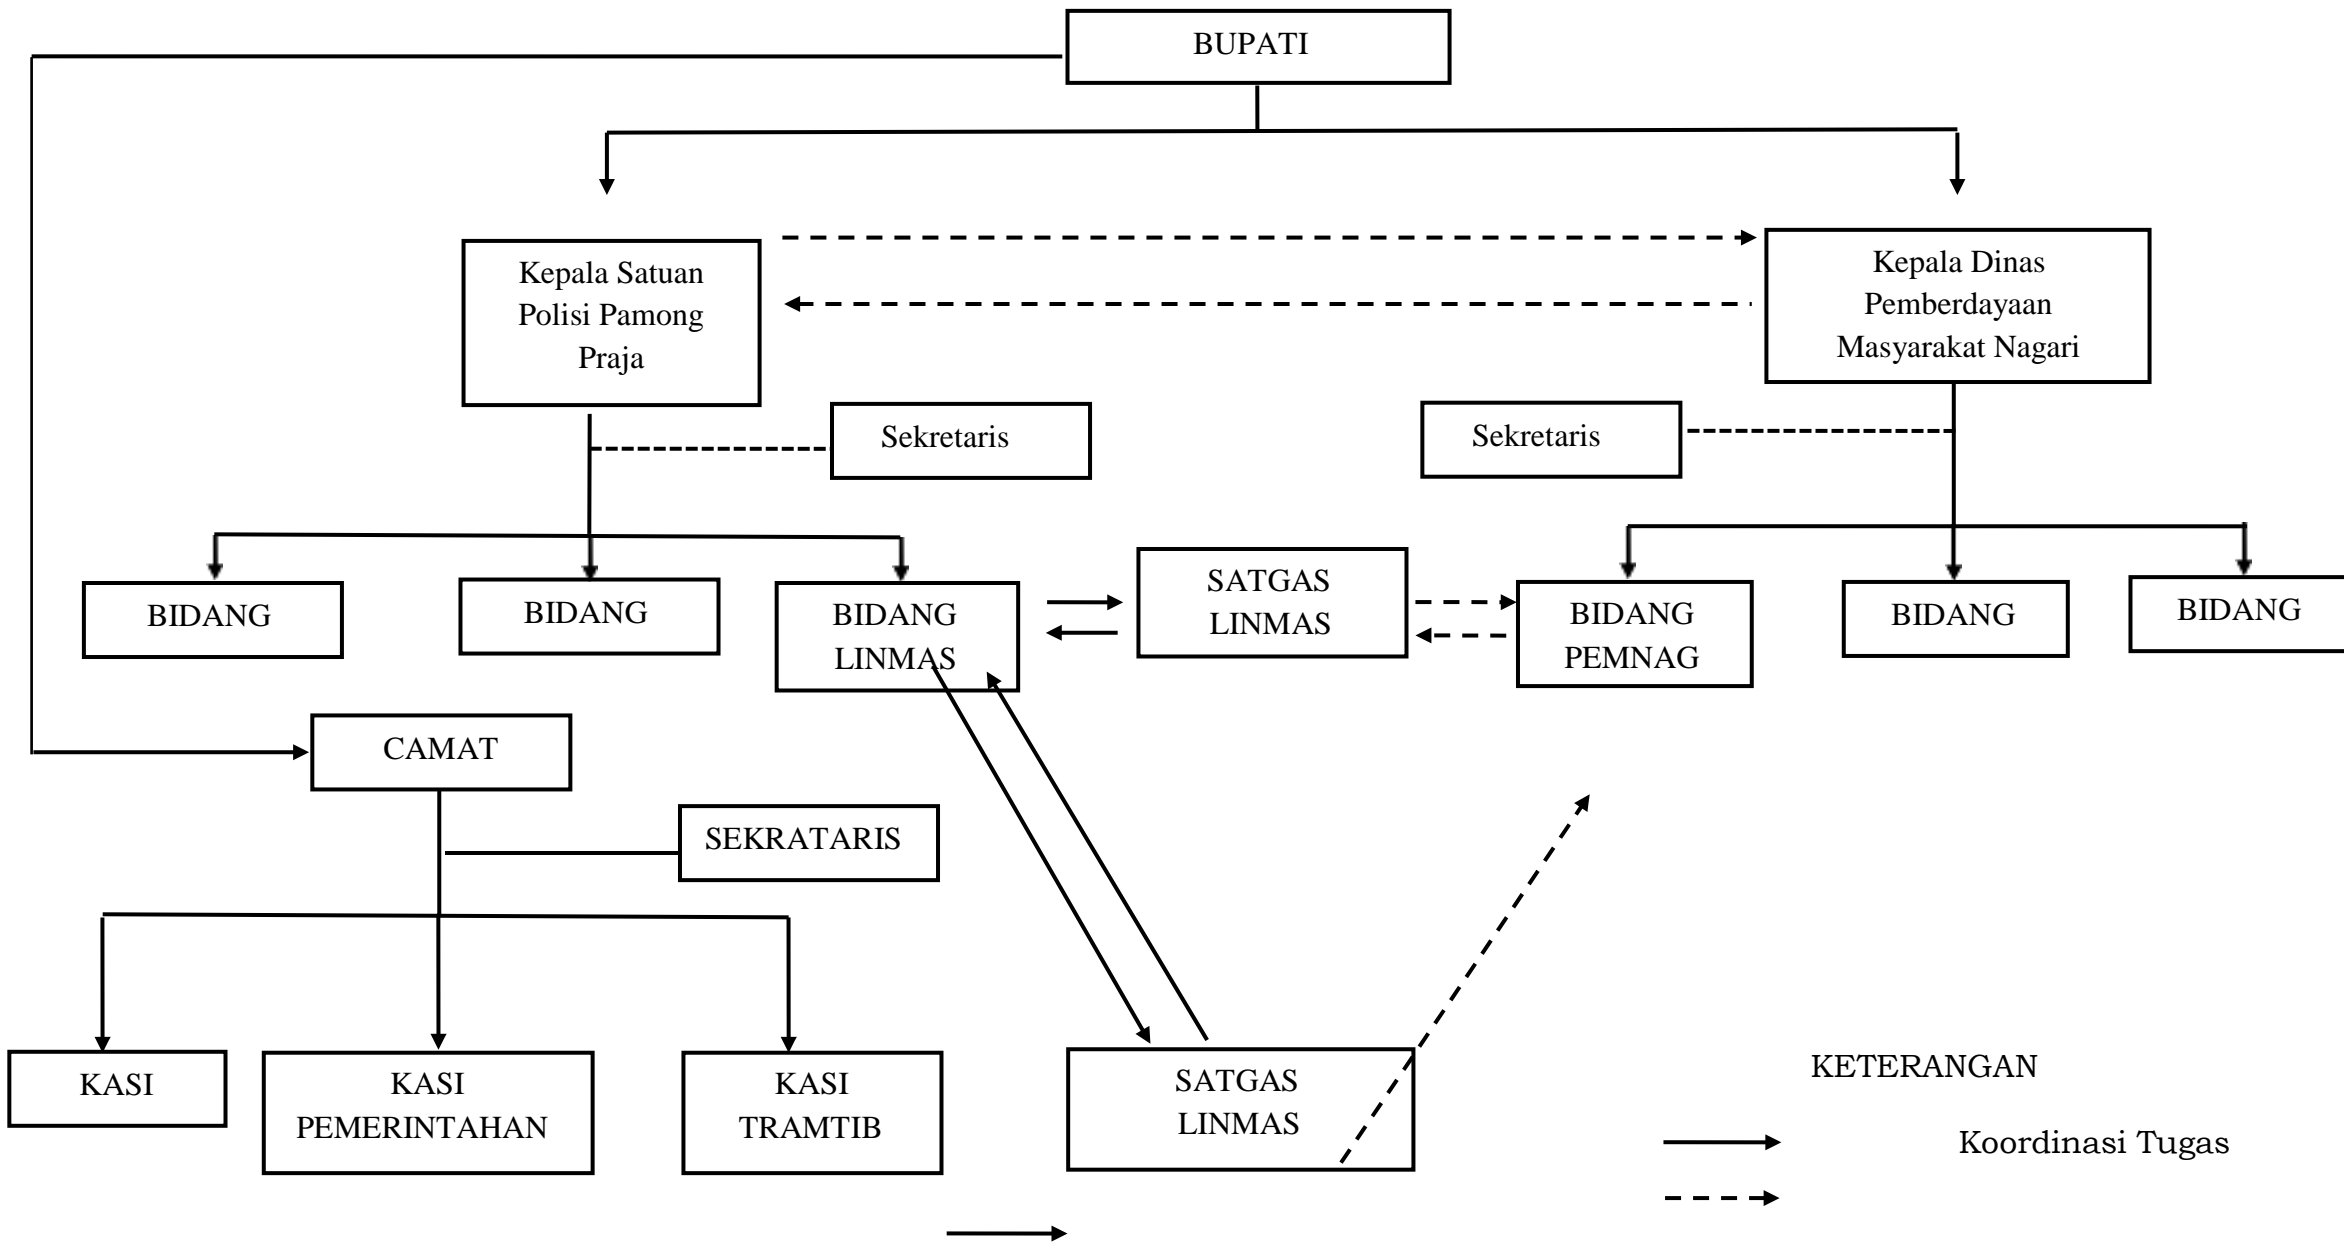 BUPATI
Kepala Satuan
Polisi Pamong
Praja
Kepala Dinas
Pemberdayaan
Masyarakat Nagari
Sekretaris
Sekretaris
BIDANG
BIDANG
BIDANG
LINMAS
SATGAS
LINMAS
BIDANG
PEMNAG
BIDANG
BIDANG
CAMAT
SEKRATARIS
KASI
KASI
PEMERINTAHAN
KASI
TRAMTIB
SATGAS
LINMAS
KETERANGAN
Koordinasi Tugas